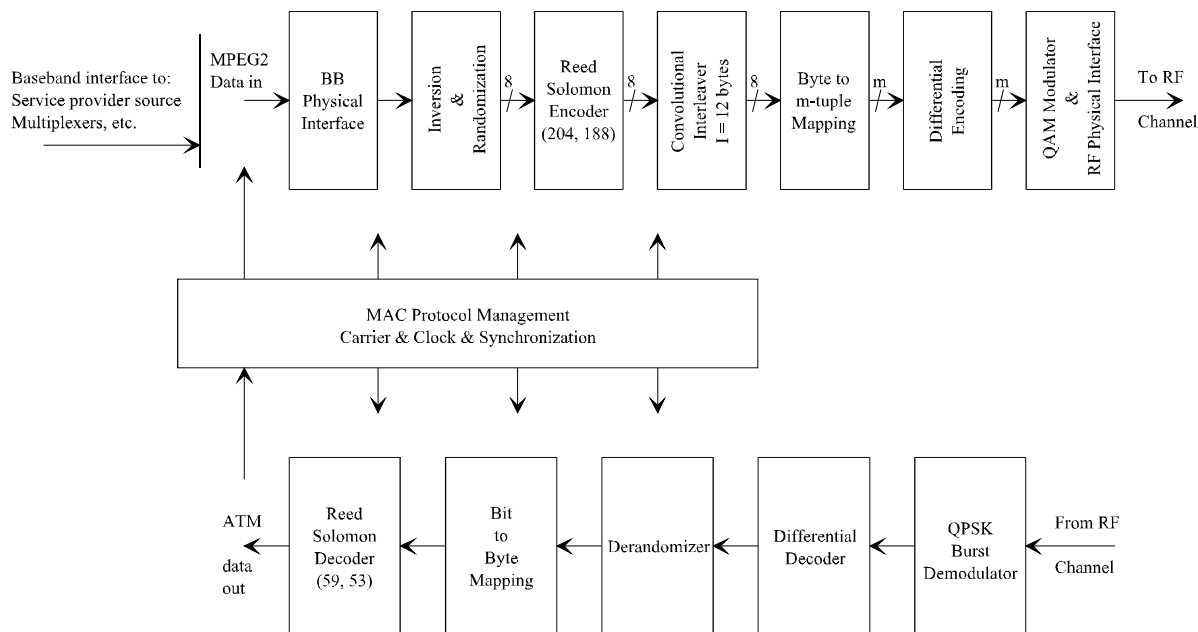 Baseband interface to:
Service provider source
Multiplexers, etc.
MPEG2
Data in
BB
Physical
Interface
Inversion
&
Randomization
8
Reed
Solomon
Encoder
(204, 188)
8
Convolutional
Interleaver
I = 12 bytes
8
Byte to
m-tuple
Mapping
m
Differential
Encoding
m
QAM Modulator
&
RF Physical Interface
To RF
Channel
MAC Protocol Management
Carrier & Clock & Synchronization
ATM
data
out
Reed
Solomon
Decoder
(59, 53)
Bit
to
Byte
Mapping
Derandomizer
Differential
Decoder
QPSK
Burst
Demodulator
From RF
Channel